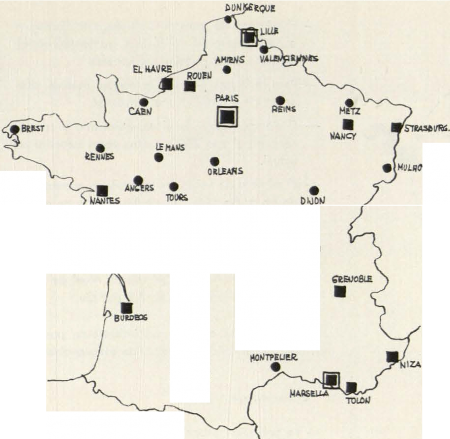 DUNKERQUE
LILLE
VALENCIENNES
AMIENS
EL HAVRE
ROUEN
CAEN
PARIS
REINS
METZ
NANCY
STRASBURG.
BREST
RENNES
LE MANS
ORLEANS
MULHO
ANGERS
TOURS
NANTES
DIJON
GRENOBLE
BURDEOS
MONTPELIER
NIZA
MARSELLA
TOLON